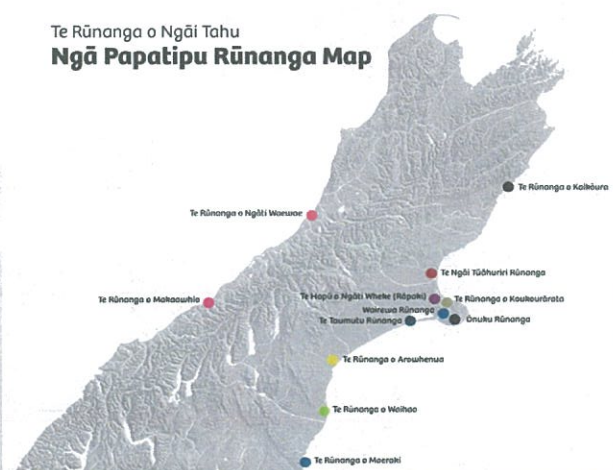 Te Rūnanga o Ngāi Tahu
Ngā Papatipu Rūnanga Map
Te Rūnanga o Kaikōura
Te Rūnanga o Ngāti Waewae
Te Ngāi Tūāhuriri Rūnanga
Te Hapū o Ngāti Wheke (Rāpaki)
Te Rūnanga o Koukourārata
Te Rūnanga o Makaawhio
Wairewa Rūnanga
Te Taumutu Rūnanga
Ōnuku Rūnanga
Te Rūnanga o Arowhenua
Te Rūnanga o Waihao
Te Rūnanga o Moeraki